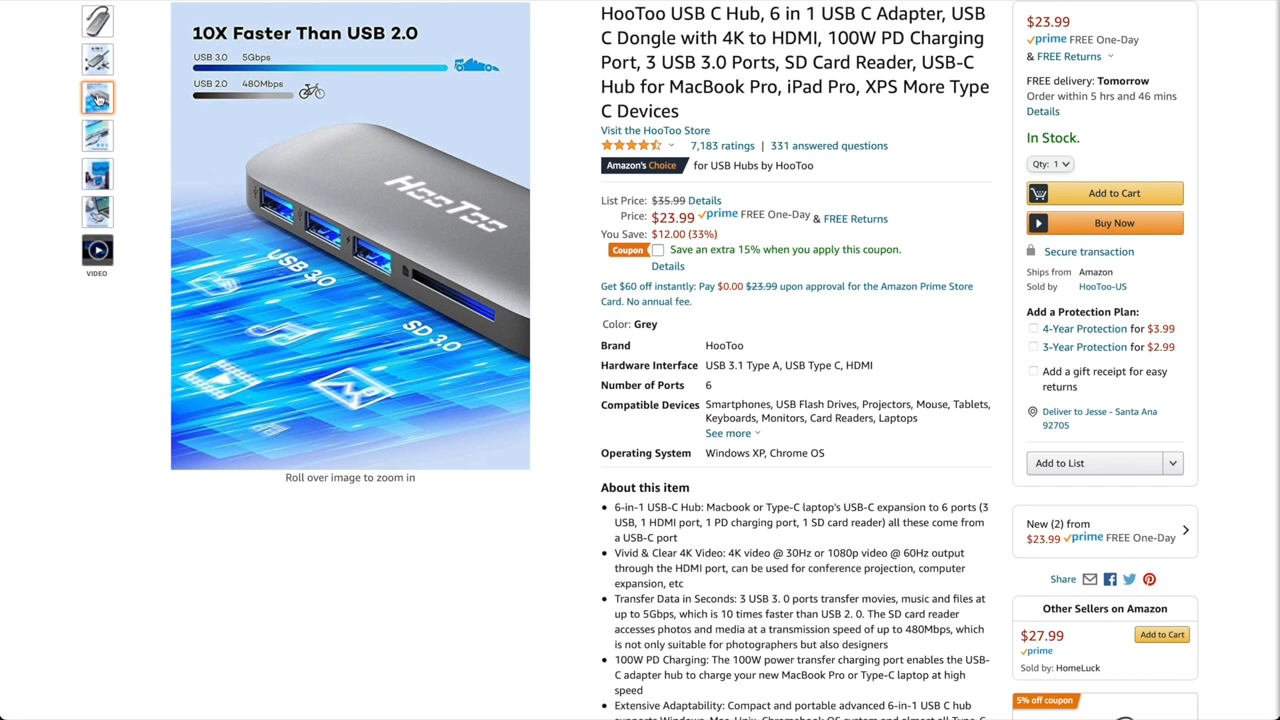 10X Faster Than USB 2.0
USB 3.0 5Gbps
USB 2.0 480Mbps
HooToo
USB 3.0
SD 3.0
VIDEO
Roll over image to zoom in
HooToo USB C Hub, 6 in 1 USB C Adapter, USB
C Dongle with 4K to HDMI, 100W PD Charging
Port, 3 USB 3.0 Ports, SD Card Reader, USB-C
Hub for MacBook Pro, iPad Pro, XPS More Type
C Devices
Visit the HooToo Store
7,183 ratings | 331 answered questions
Amazon's Choice for USB Hubs by HooToo
List Price: $35.99 Details
Price: $23.99 prime FREE One-Day & FREE Returns
You Save: $12.00 (33%)
Coupon Save an extra 15% when you apply this coupon.
Details
Get $60 off instantly: Pay $0.00 $23.99 upon approval for the Amazon Prime Store
Card. No annual fee.
Color: Grey
Brand HooToo
Hardware Interface USB 3.1 Type A, USB Type C, HDMI
Number of Ports 6
Compatible Devices Smartphones, USB Flash Drives, Projectors, Mouse, Tablets,
Keyboards, Monitors, Card Readers, Laptops
See more
Operating System Windows XP, Chrome OS
About this item
• 6-in-1 USB-C Hub: Macbook or Type-C laptop's USB-C expansion to 6 ports (3
USB, 1 HDMI port, 1 PD charging port, 1 SD card reader) all these come from
a USB-C port
• Vivid & Clear 4K Video: 4K video @ 30Hz or 1080p video @ 60Hz output
through the HDMI port, can be used for conference projection, computer
expansion, etc
• Transfer Data in Seconds: 3 USB 3. 0 ports transfer movies, music and files at
up to 5Gbps, which is 10 times faster than USB 2. 0. The SD card reader
accesses photos and media at a transmission speed of up to 480Mbps, which
is not only suitable for photographers but also designers
• 100W PD Charging: The 100W power transfer charging port enables the USB-
C adapter hub to charge your new MacBook Pro or Type-C laptop at high
speed
• Extensive Adaptability: Compact and portable advanced 6-in-1 USB C hub
$23.99
prime FREE One-Day
& FREE Returns
FREE delivery: Tomorrow
Order within 5 hrs and 46 mins
Details
In Stock.
Qty: 1
Add to Cart
Buy Now
Secure transaction
Ships from Amazon
Sold by HooToo-US
Add a Protection Plan:
4-Year Protection for $3.99
3-Year Protection for $2.99
Add a gift receipt for easy
returns
Deliver to Jesse - Santa Ana
92705
Add to List
New (2) from
$23.99 prime FREE One-Day
Share
Other Sellers on Amazon
$27.99 Add to Cart
prime
Sold by: HomeLuck
5% off coupon